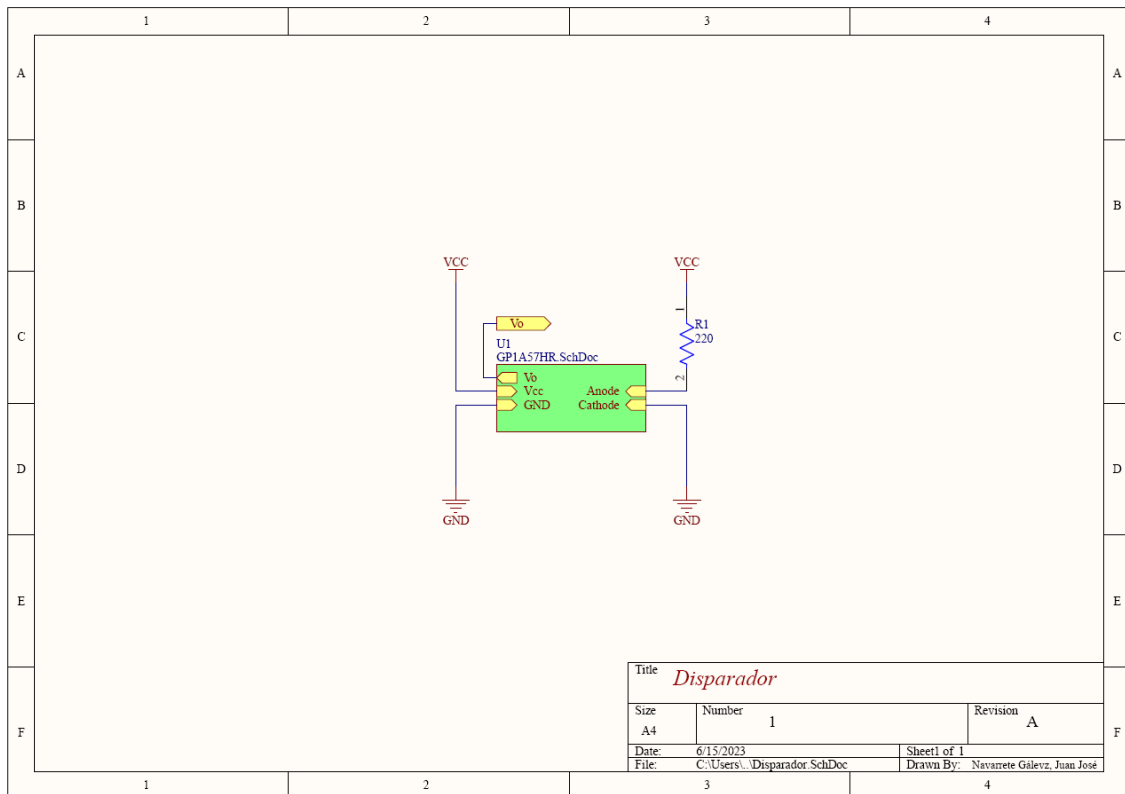 1 2 3 4
A A
B B
VCC VCC
1
C C
Vo
R1
220
U1
GP1A57HR.SchDoc
2
Vo
Vcc Anode
GND Cathode
D D
GND GND
E E
Title Disparador
Size Number Revision
A4 1 A
F F
Date: 6/15/2023 Sheet1 of 1
File: C:\Users\..\Disparador.SchDoc Drawn By: Navarrete Gálevz, Juan José
1 2 3 4